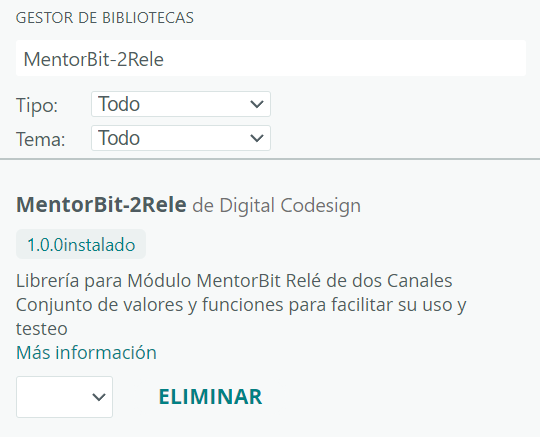 GESTOR DE BIBLIOTECAS
MentorBit-2Rele
Tipo: Todo
Tema: Todo
MentorBit-2Rele de Digital Codesign
1.0.0instalado
Librería para Módulo MentorBit Relé de dos Canales
Conjunto de valores y funciones para facilitar su uso y
testeo
Más información
ELIMINAR